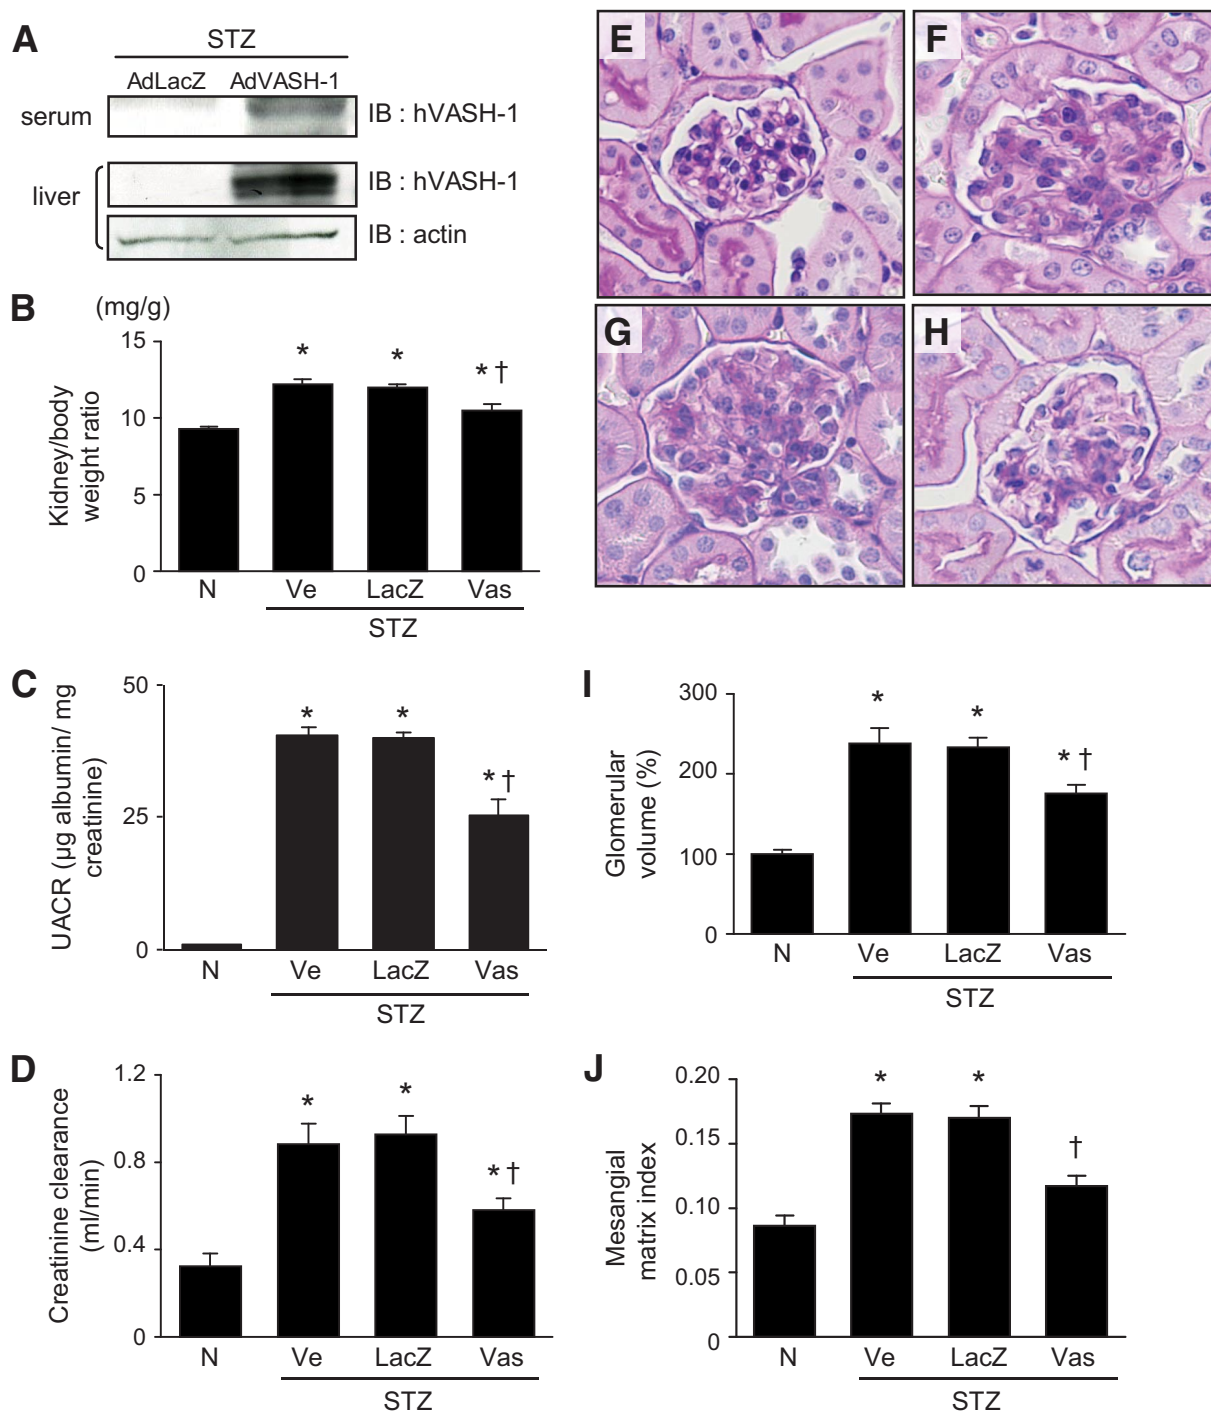 A
STZ
AdLacZ AdVASH-1
serum
IB : hVASH-1
liver
IB : hVASH-1
IB : actin
B
(mg/g)
Kidney/body
weight ratio
15
10
5
0
* * * †
N Ve LacZ Vas
STZ
C
UACR (µg albumin/ mg
creatinine)
50
25
0
* * * †
N Ve LacZ Vas
STZ
D
Creatinine clearance
(ml/min)
1.2
0.8
0.4
0
* * * †
N Ve LacZ Vas
STZ
E
F
G
H
I
Glomerular
volume (%)
300
200
100
0
* * * †
N Ve LacZ Vas
STZ
J
Mesangial
matrix index
0.20
0.15
0.10
0.05
0
* * †
N Ve LacZ Vas
STZ